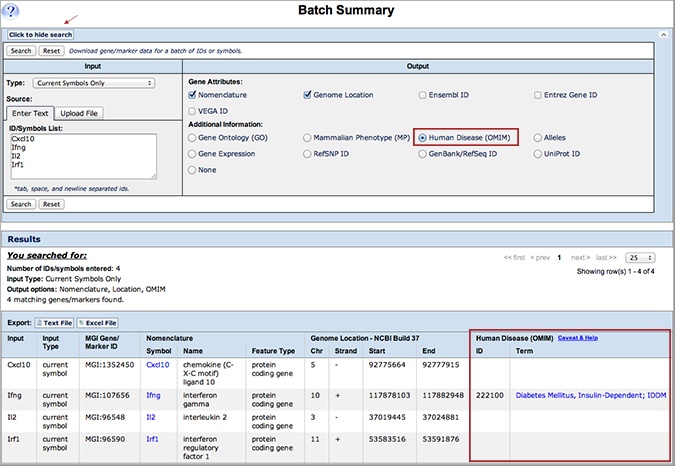 ?
Batch Summary
Click to hide search
Search Reset Download gene/marker data for a batch of IDs or symbols.
Input Output
Type: Current Symbols Only
Source:
Enter Text Upload File
ID/Symbols List:
Cxcl10
Ifng
Il2
Irf1
*tab, space, and newline separated ids.
Gene Attributes:
Nomenclature Genome Location Ensembl ID Entrez Gene ID
VEGA ID
Additional Information:
Gene Ontology (GO) Mammalian Phenotype (MP) Human Disease (OMIM) Alleles
Gene Expression RefSNP ID GenBank/RefSeq ID UniProt ID
None
Search Reset
Results
You searched for:
Number of IDs/symbols entered: 4
Input Type: Current Symbols Only
Output options: Nomenclature, Location, OMIM
4 matching genes/markers found.
<< first < prev 1 next > last >> 25
Showing row(s) 1 - 4 of 4
Export: Text File Excel File
Input Input Type MGI Gene/Marker ID Nomenclature Genome Location - NCBI Build 37 Human Disease (OMIM) Caveat & Help
Symbol Name Feature Type Chr Strand Start End ID Term
Cxcl10 current symbol MGI:1352450 Cxcl10 chemokine (C-X-C motif) ligand 10 protein coding gene 5 - 92775664 92777915
Ifng current symbol MGI:107656 Ifng interferon gamma protein coding gene 10 + 117878103 117882948 222100 Diabetes Mellitus, Insulin-Dependent; IDDM
Il2 current symbol MGI:96548 Il2 interleukin 2 protein coding gene 3 - 37019445 37024881
Irf1 current symbol MGI:96590 Irf1 interferon regulatory factor 1 protein coding gene 11 + 53583516 53591876